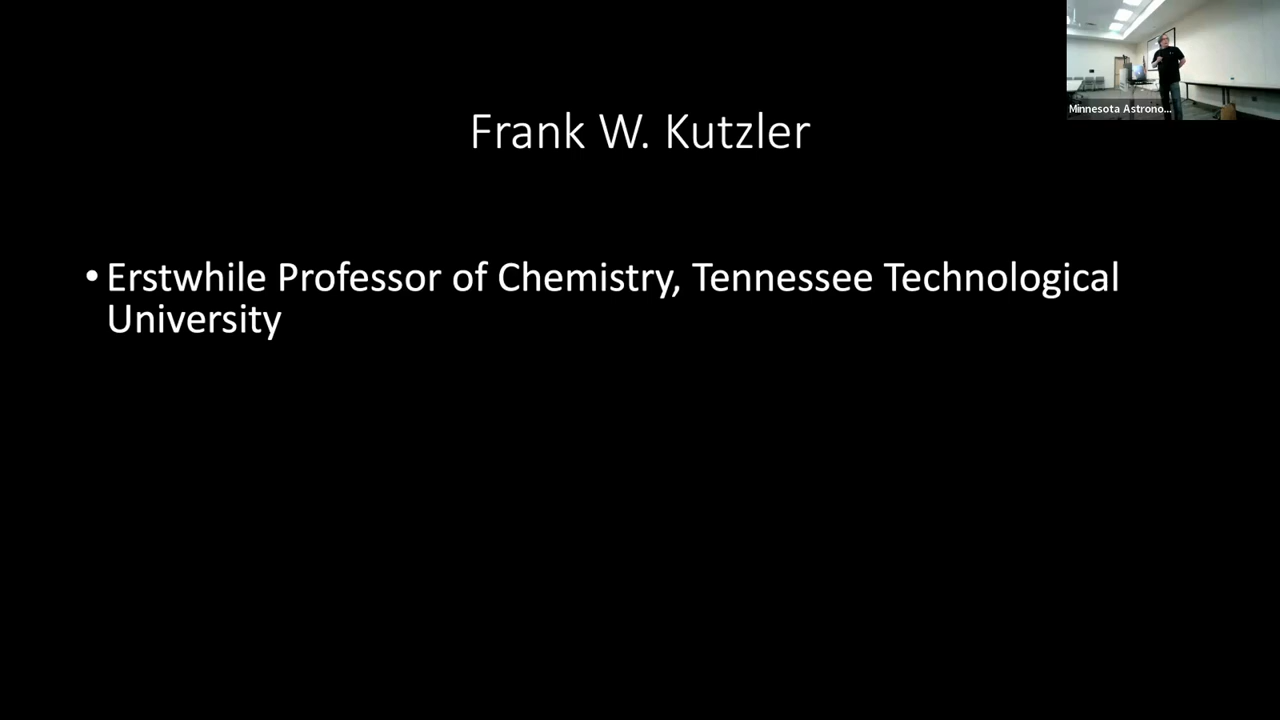 Minnesota Astrono...
Frank W. Kutzler
• Erstwhile Professor of Chemistry, Tennessee Technological
University